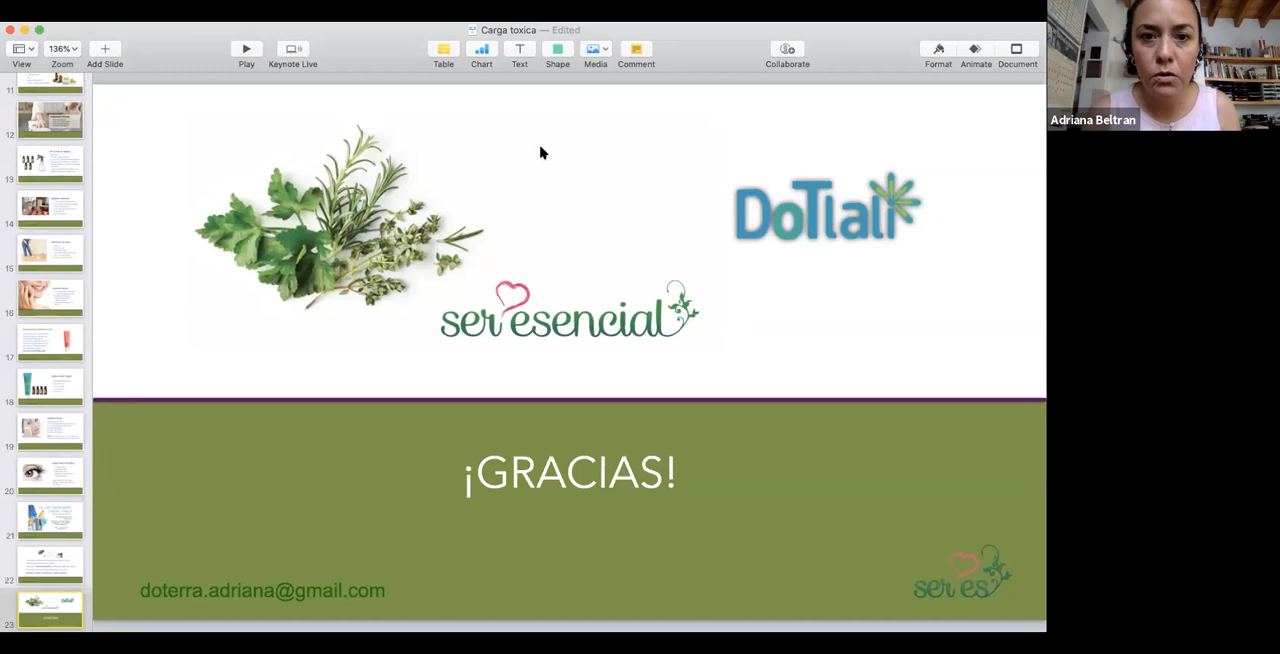 Carga toxica — Edited
View
136%
Zoom
Add Slide
Play
Keynote Live
Table
Chart
Text
Shape
Media
Comment
Collaborate
Format
Animate
Document
Adriana Beltran
11
12
13
14
15
16
17
18
19
20
21
22
23
DoTlali
ser esencial
¡GRACIAS!
doterra.adriana@gmail.com
ser es